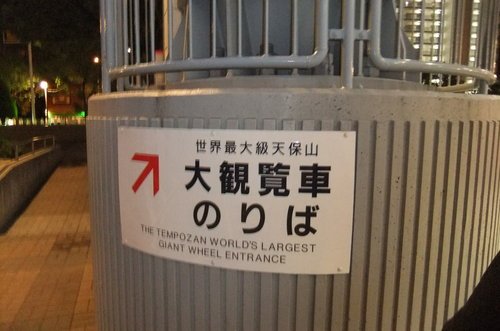 世界最大級天保山
大観覧車
のりば
THE TEMPOZAN WORLD'S LARGEST
GIANT WHEEL ENTRANCE